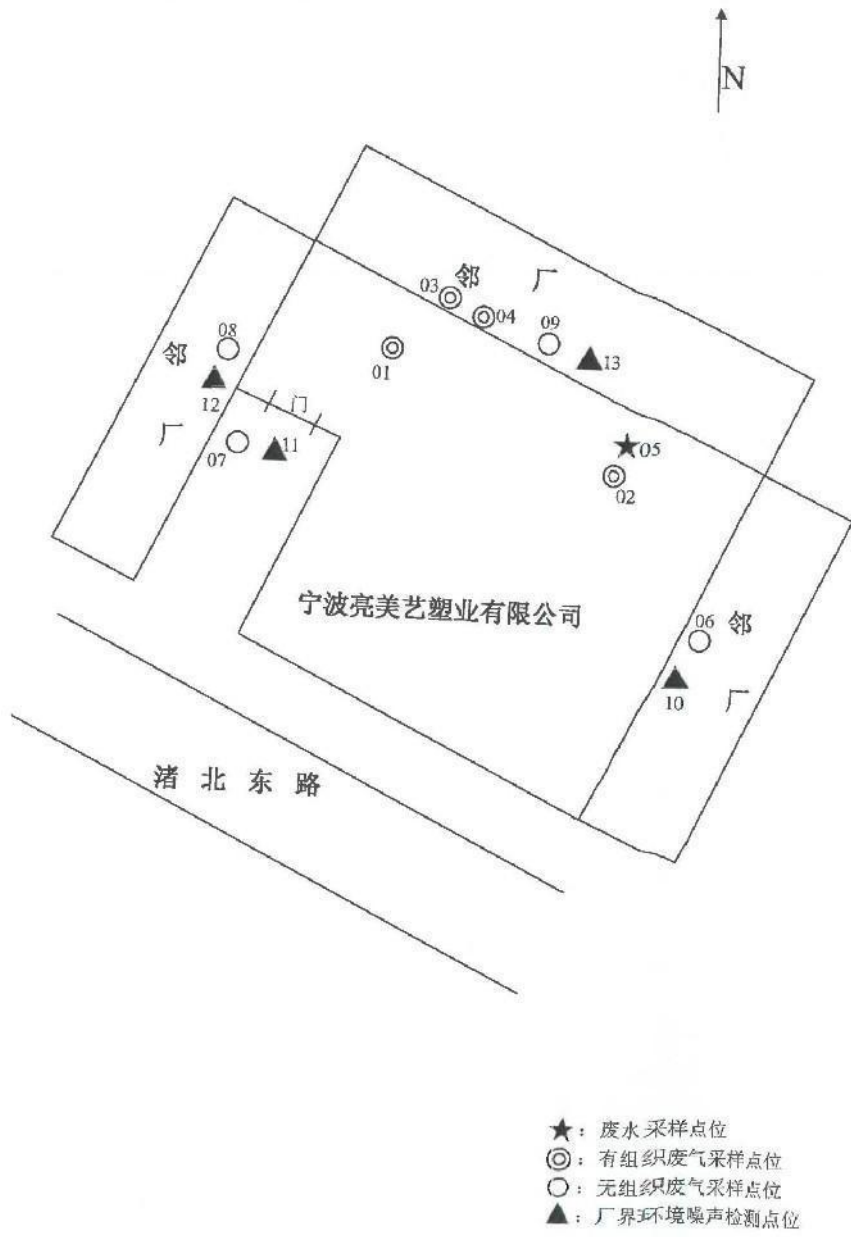 N
邻 厂
03
04
09
13
01
08
邻
厂
12
门
11
07
05
02
宁波亮美艺塑业有限公司
06
邻
厂
10
渚 北 东 路
★：废水采样点位
◎：有组织废气采样点位
○：无组织废气采样点位
▲：厂界环境噪声检测点位